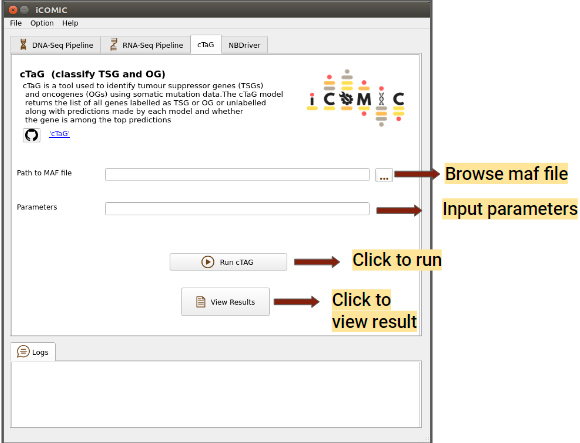 iCOMIC
File Option Help
DNA-Seq Pipeline RNA-Seq Pipeline cTaG NBDriver
cTaG (classify TSG and OG)
cTaG is a tool used to identify tumour suppressor genes (TSGs)
and oncogenes (OGs) using somatic mutation data.The cTaG model
returns the list of all genes labelled as TSG or OG or unlabelled
along with predictions made by each model and whether
the gene is among the top predictions
iCOMIC
'cTaG'
Path to MAF file
...
Browse maf file
Parameters
Input parameters
Run cTAG
Click to run
View Results
Click to
view result
Logs